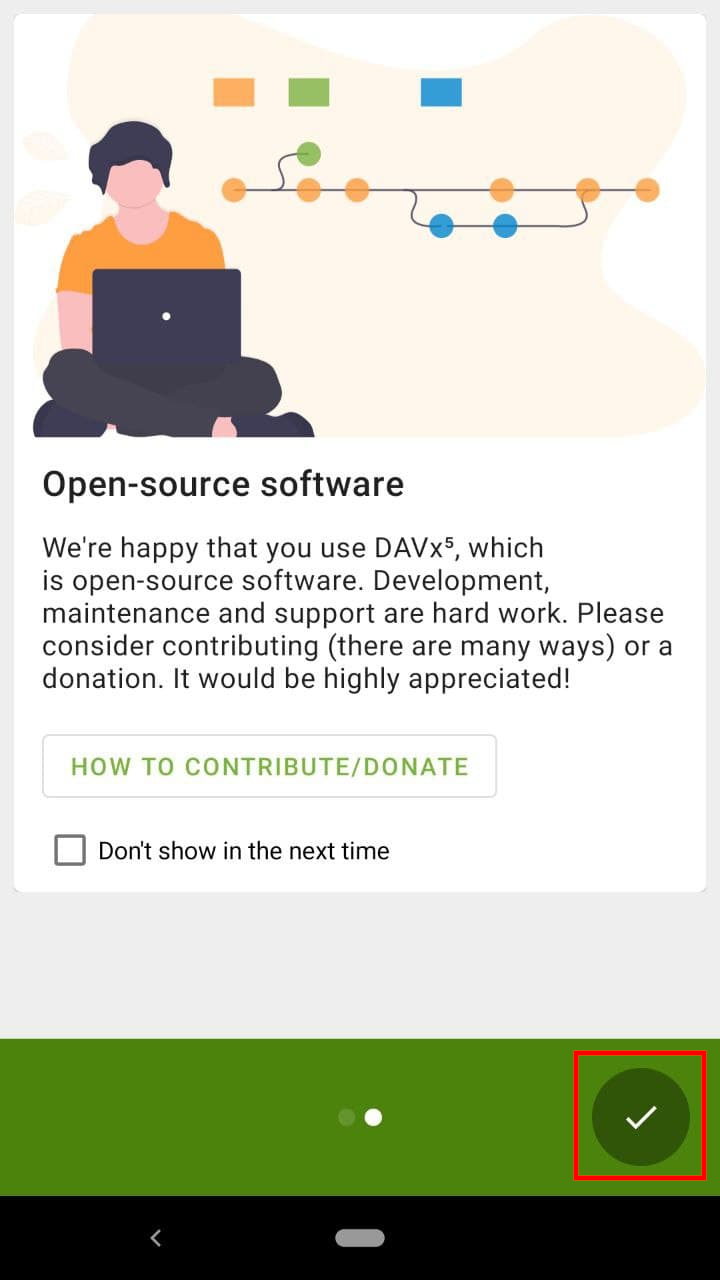 Open-source software
We're happy that you use DAVx⁵, which
is open-source software. Development,
maintenance and support are hard work. Please
consider contributing (there are many ways) or a
donation. It would be highly appreciated!
HOW TO CONTRIBUTE/DONATE
Don't show in the next time